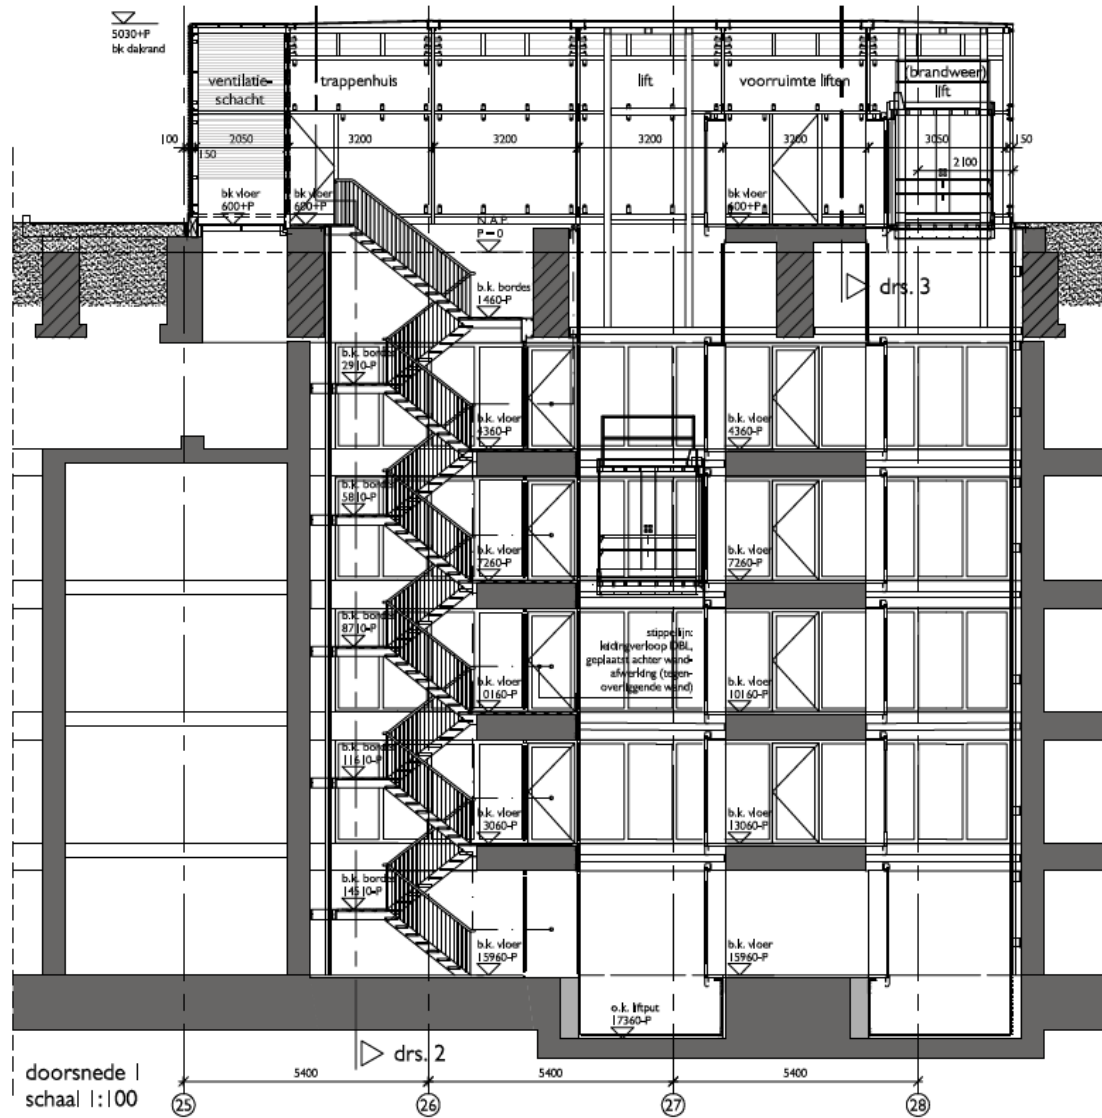 5030+P
bk dakrand
ventilatie-
schacht
trappenhuis
lift
voorruimte liften
(brandweer)
lift
100
2050
3200
3200
3200
3200
3050
150
150
2100
bk vloer
600+P
bk vloer
600+P
N.A.P
P=0
bk vloer
600+P
drs. 3
b.k. bordes
1460-P
b.k. bordes
2910-P
b.k. vloer
4360-P
b.k. vloer
4360-P
b.k. bordes
5810-P
b.k. vloer
7260-P
b.k. vloer
7260-P
stippellijn:
leidingverloop DBL,
geplaatst achter wand-
afwerking (tegen-
overliggende wand)
b.k. bordes
8710-P
b.k. vloer
10160-P
b.k. vloer
10160-P
b.k. bordes
11610-P
b.k. vloer
13060-P
b.k. vloer
13060-P
b.k. bordes
14510-P
b.k. vloer
15960-P
b.k. vloer
15960-P
o.k. liftput
17360-P
drs. 2
doorsnede 1
schaal 1:100
5400
5400
5400
25
26
27
28